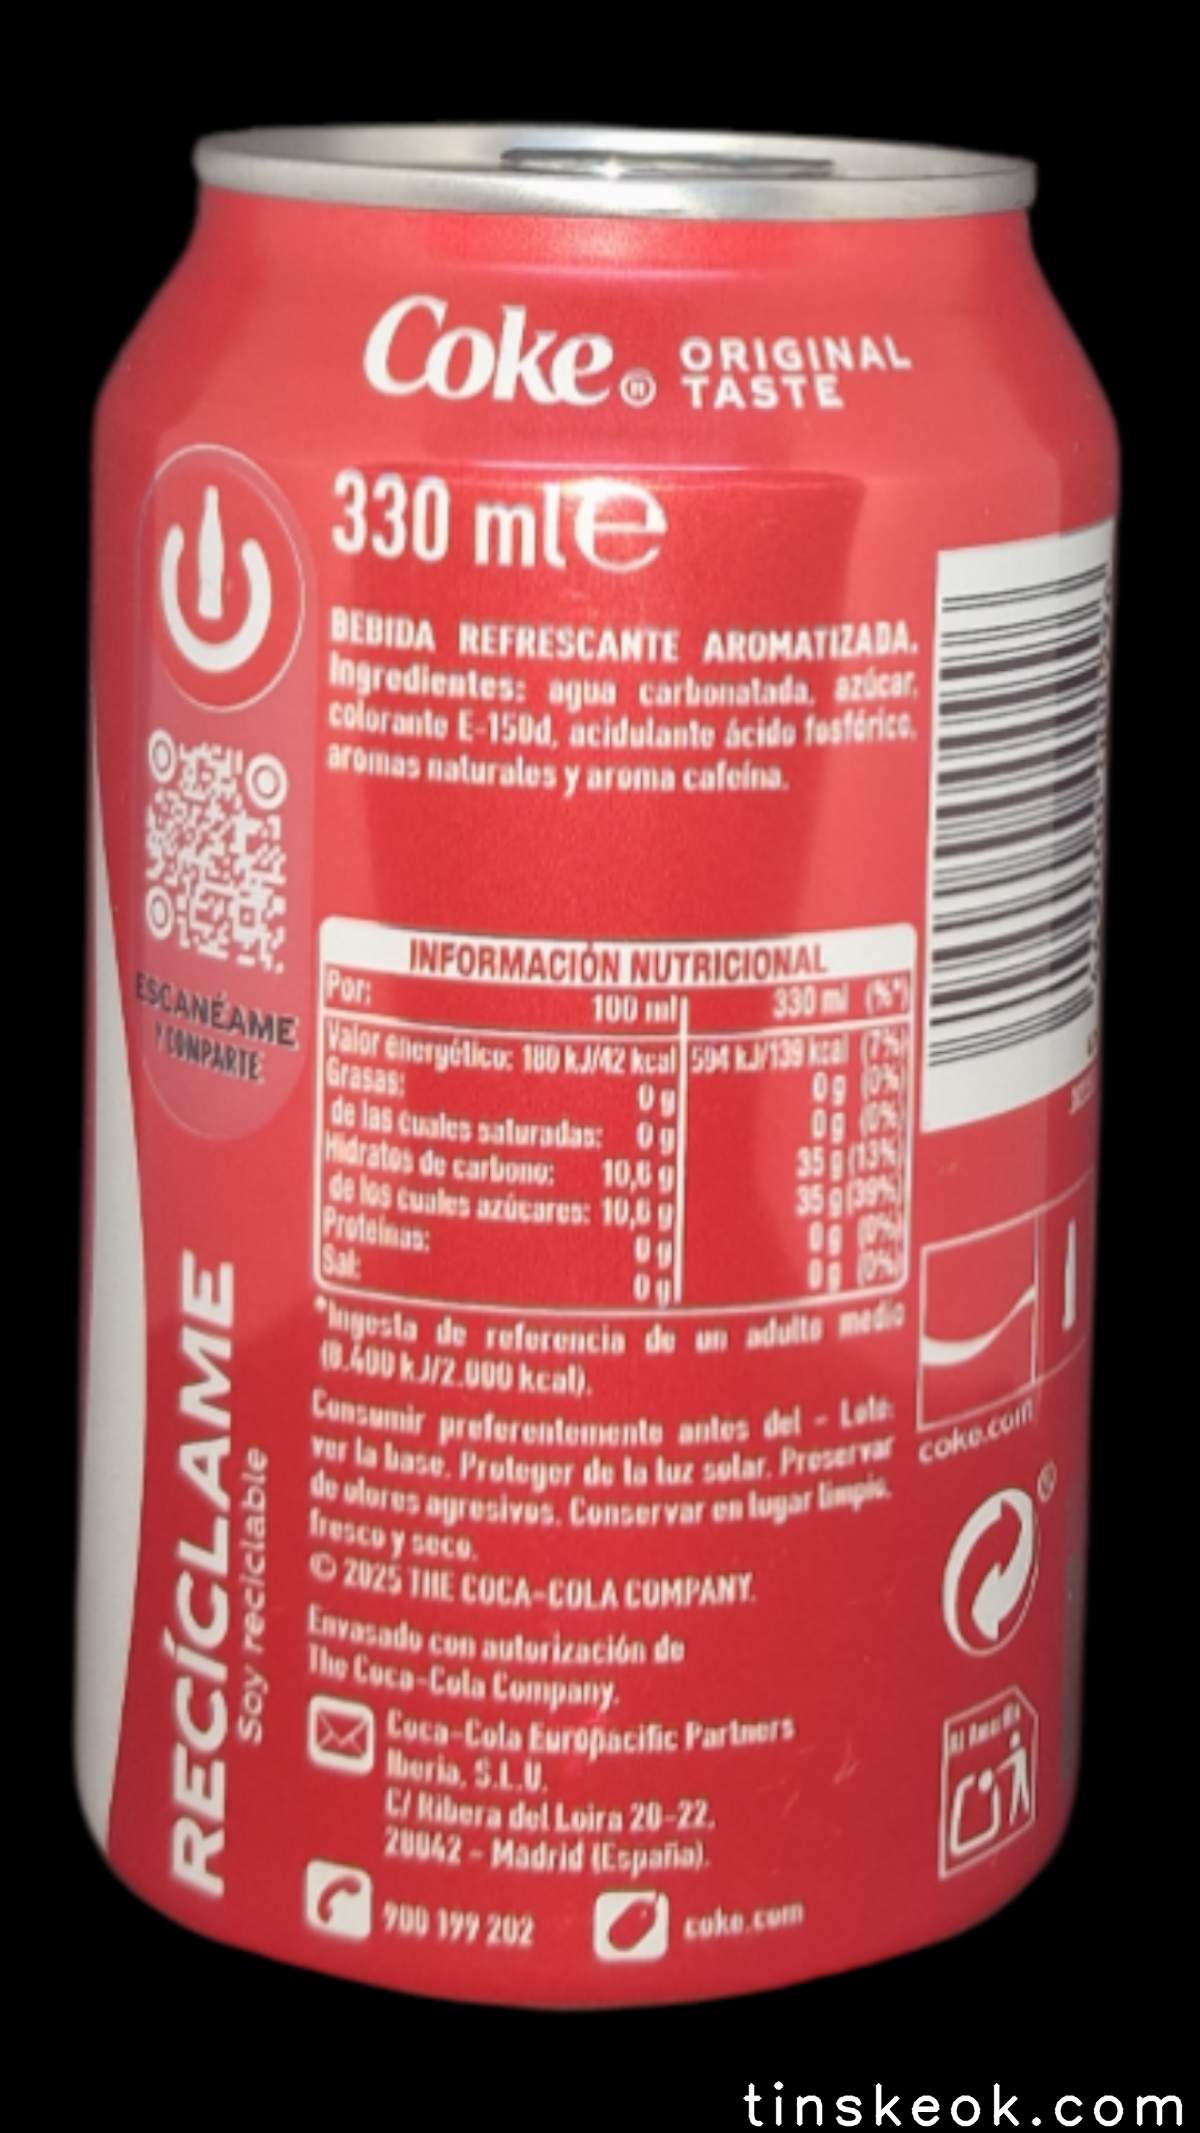 Coke® ORIGINAL
TASTE
330 ml e
BEBIDA REFRESCANTE AROMATIZADA.
Ingredientes: agua carbonatada, azúcar,
colorante E-150d, acidulante ácido fosfórico,
aromas naturales y aroma cafeína.
ESCANÉAME
Y COMPARTE
INFORMACIÓN NUTRICIONAL
Por: 100 ml 330 ml (%*)
Valor energético: 180 kJ/42 kcal 594 kJ/139 kcal (7%)
Grasas: 0 g 0 g (0%)
de las cuales saturadas: 0 g 0 g (0%)
Hidratos de carbono: 10,6 g 35 g (13%)
de los cuales azúcares: 10,6 g 35 g (39%)
Proteínas: 0 g 0 g (0%)
Sal: 0 g 0 g (0%)
*Ingesta de referencia de un adulto medio
(8.400 kJ/2.000 kcal).
Consumir preferentemente antes del - Lote:
ver la base. Proteger de la luz solar. Preservar
de olores agresivos. Conservar en lugar limpio,
fresco y seco.
© 2025 THE COCA-COLA COMPANY.
Envasado con autorización de
The Coca-Cola Company.
Coca-Cola Europacific Partners
Iberia, S.L.U.
C/ Ribera del Loira 20-22,
28042 - Madrid (España).
900 199 202 coke.com
RECÍCLAME
Soy reciclable
coke.com
®
Al Amarillo
tinskeok.com